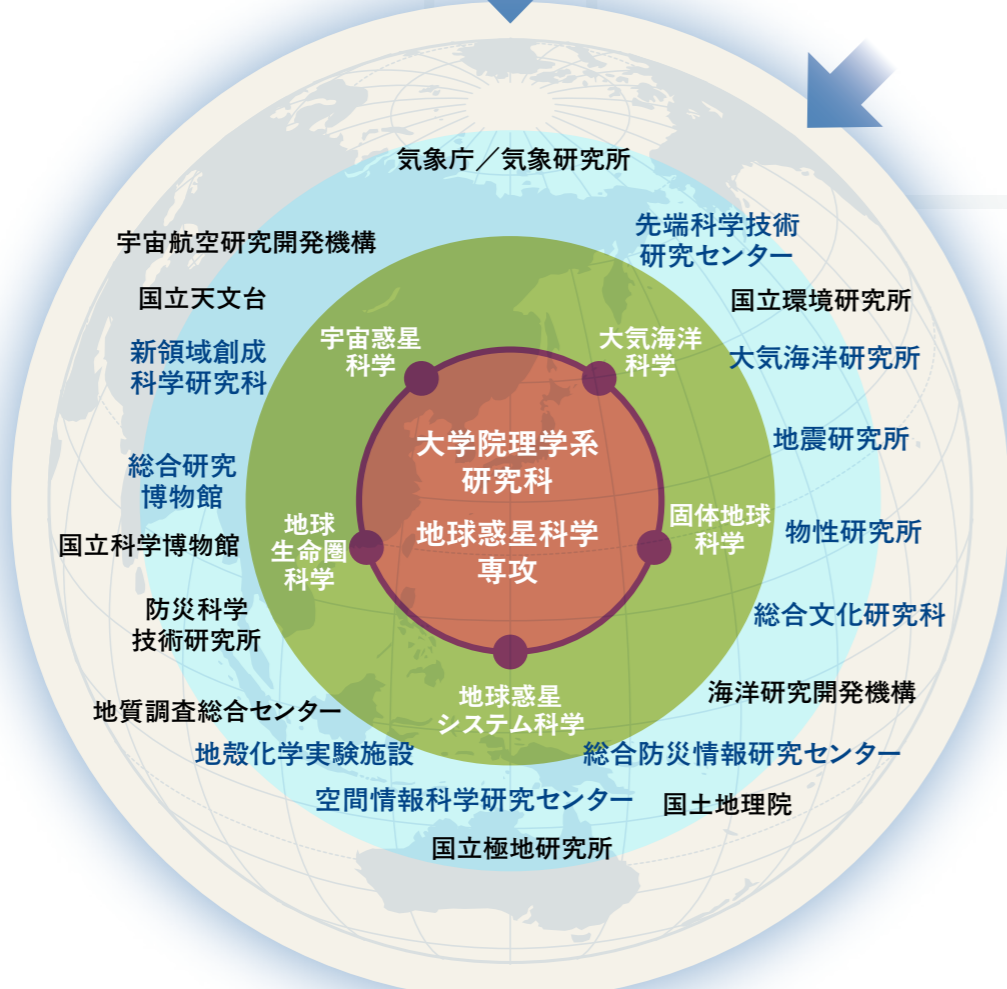 気象庁／気象研究所
先端科学技術
研究センター
宇宙航空研究開発機構
国立天文台
国立環境研究所
新領域創成
科学研究科
宇宙惑星
科学
大気海洋
科学
大気海洋研究所
大学院理学系
研究科
地球惑星科学
専攻
地震研究所
総合研究
博物館
国立科学博物館
地球
生命圏
科学
固体地球
科学
物性研究所
防災科学
技術研究所
総合文化研究科
地球惑星
システム科学
海洋研究開発機構
地質調査総合センター
地殻化学実験施設
総合防災情報研究センター
空間情報科学研究センター
国土地理院
国立極地研究所